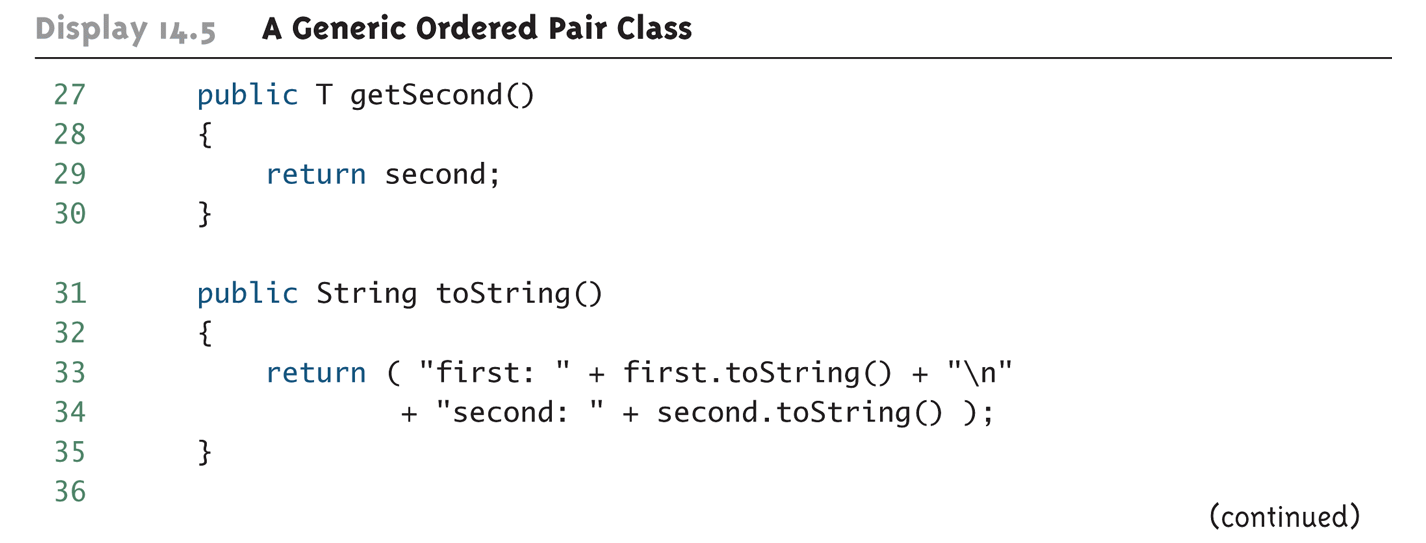 Display 14.5 A Generic Ordered Pair Class
27 public T getSecond()
28 {
29 return second;
30 }
31 public String toString()
32 {
33 return ( "first: " + first.toString() + "\n"
34 + "second: " + second.toString() );
35 }
36
(continued)